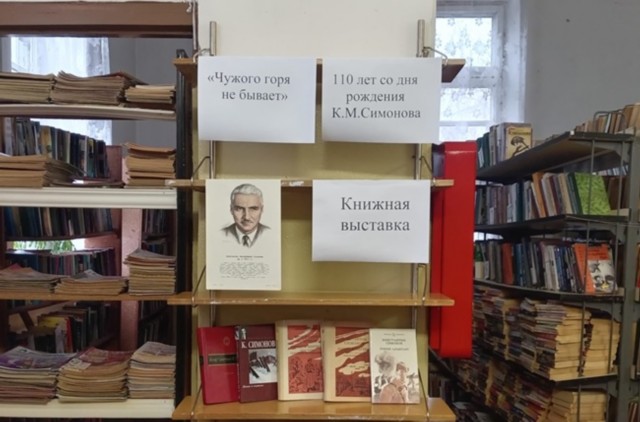 «Чужого горя
не бывает»
110 лет со дня
рождения
К.М.Симонова
Книжная
выставка
К. СИМОНОВ